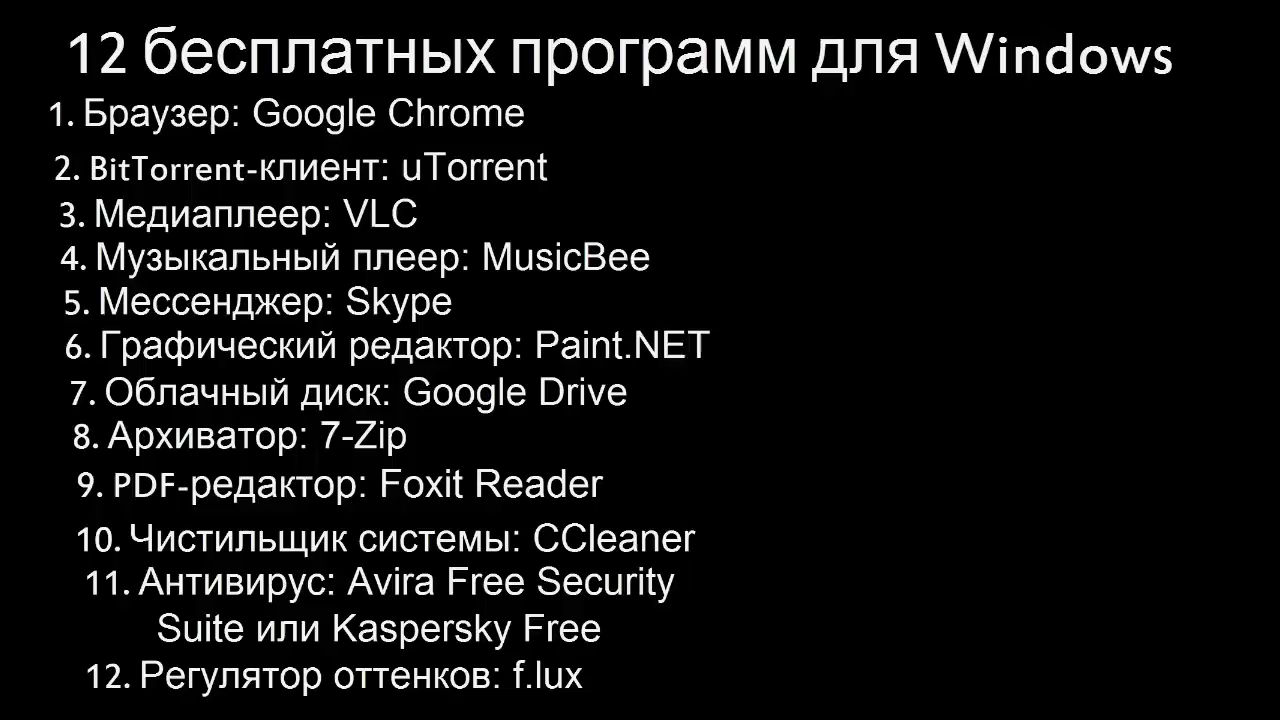 12 бесплатных программ для Windows
1. Браузер: Google Chrome
2. BitTorrent-клиент: uTorrent
3. Медиаплеер: VLC
4. Музыкальный плеер: MusicBee
5. Мессенджер: Skype
6. Графический редактор: Paint.NET
7. Облачный диск: Google Drive
8. Архиватор: 7-Zip
9. PDF-редактор: Foxit Reader
10. Чистильщик системы: CCleaner
11. Антивирус: Avira Free Security
Suite или Kaspersky Free
12. Регулятор оттенков: f.lux